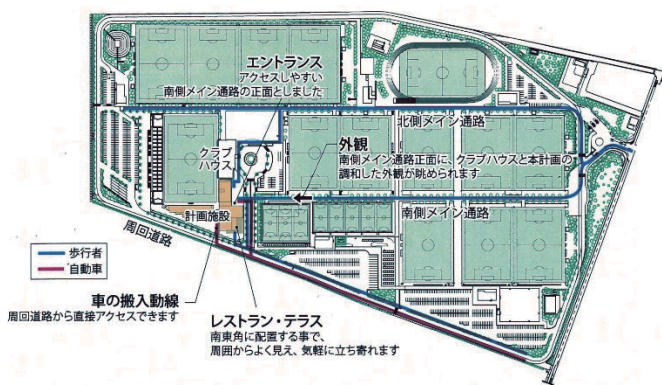 エントランス
アクセスしやすい
南側メイン通路の正面としました
北側メイン通路
外観
南側メイン通路正面に、クラブハウスと本計画の
調和した外観が眺められます
クラブ
ハウス
南側メイン通路
計画施設
周回道路
歩行者
自動車
車の搬入動線
周回道路から直接アクセスできます
レストラン・テラス
南東角に配置する事で、
周囲からよく見え、気軽に立ち寄れます